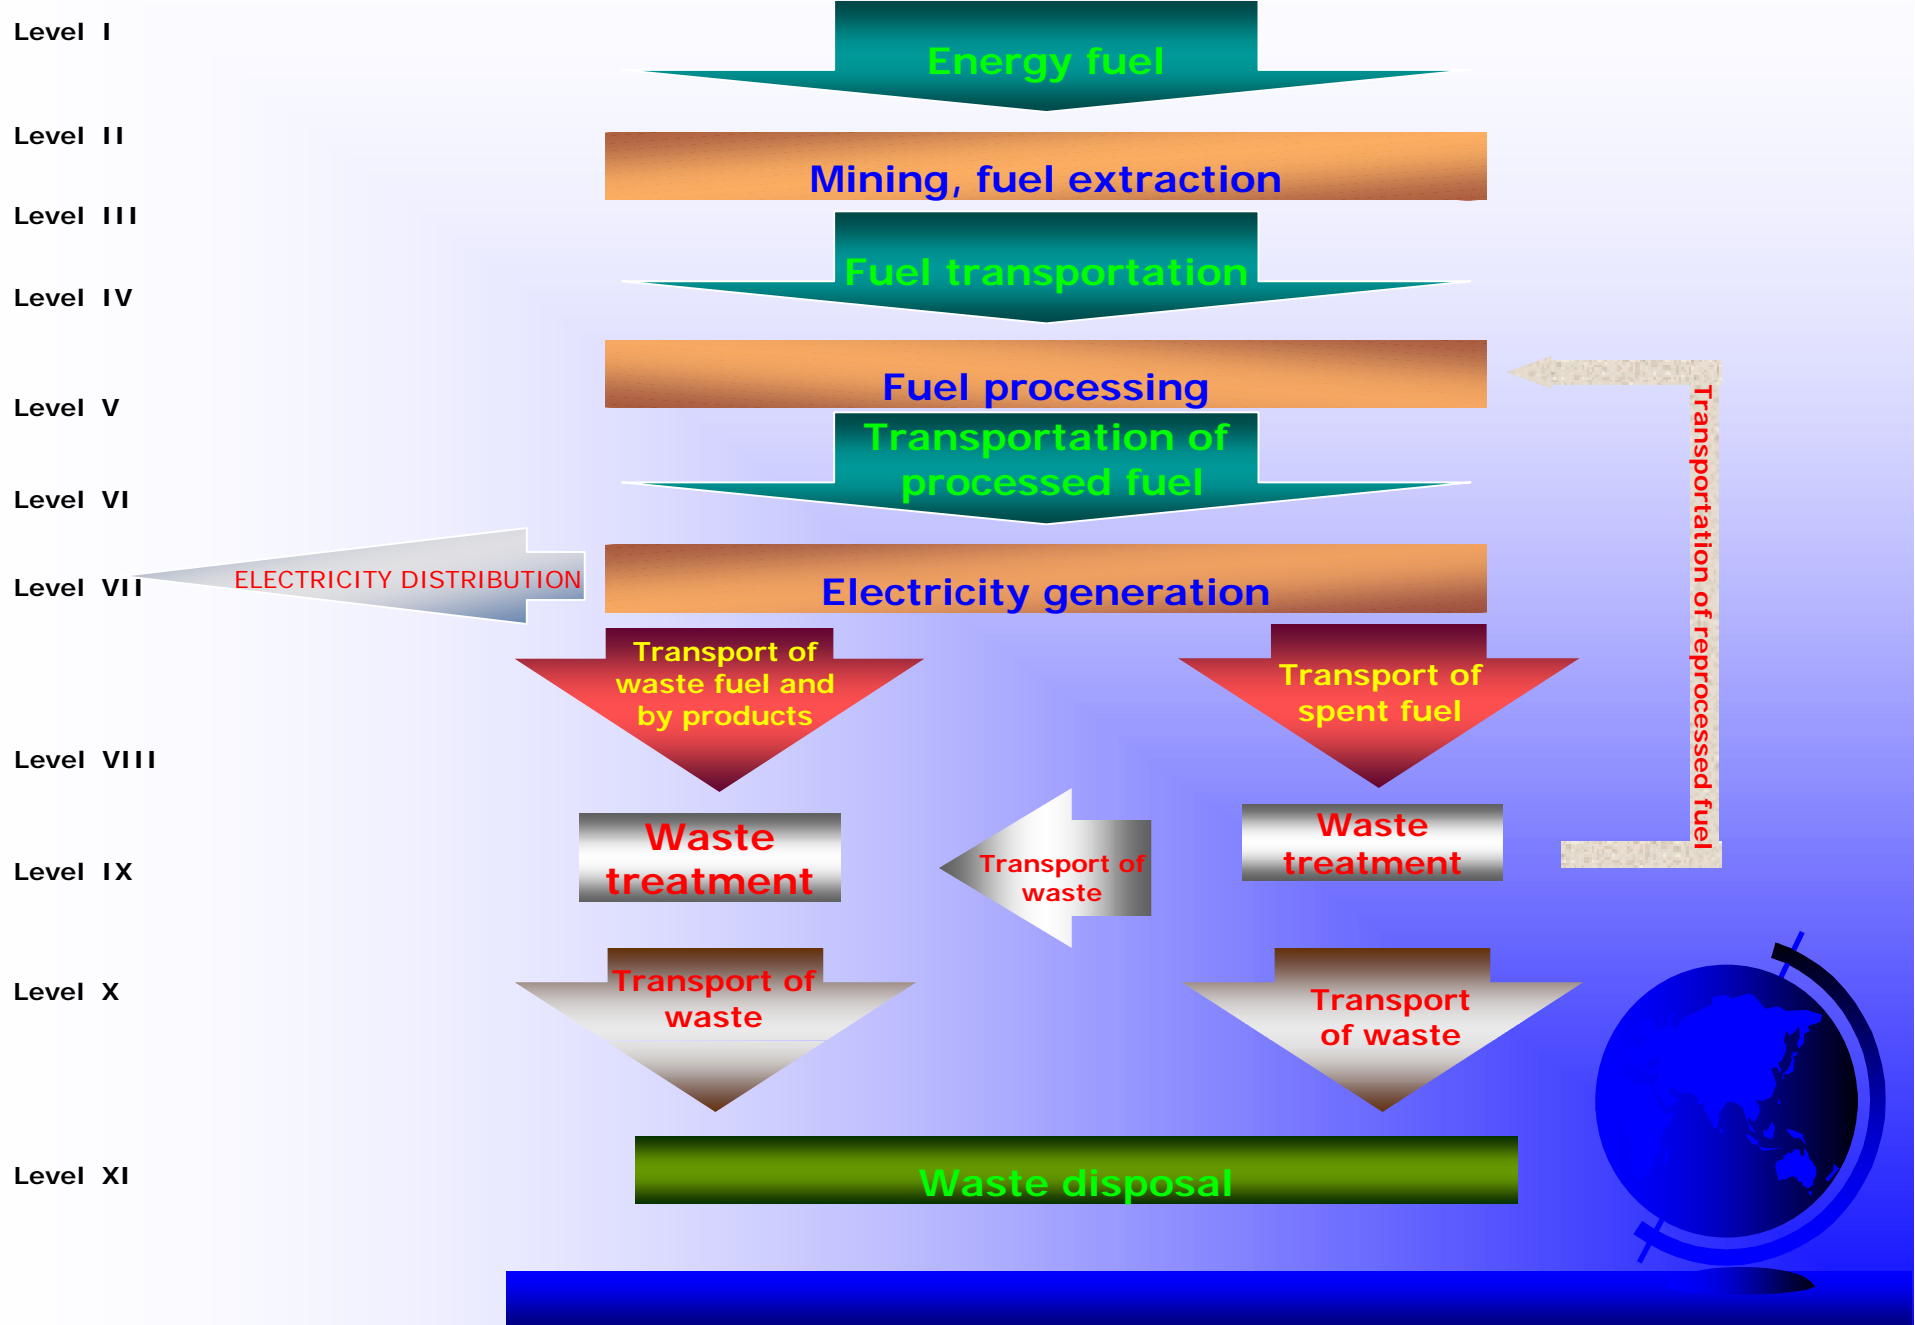 Level I
Energy fuel
Level II
Mining, fuel extraction
Level III
Fuel transportation
Level IV
Fuel processing
Level V
Transportation of
processed fuel
Level VI
ELECTRICITY DISTRIBUTION
Level VII
Electricity generation
Transport of
waste fuel and
by products
Transport of
spent fuel
Transportation of reprocessed fuel
Level VIII
Waste
treatment
Transport of
waste
Waste
treatment
Level IX
Transport of
waste
Transport
of waste
Level X
Level XI
Waste disposal